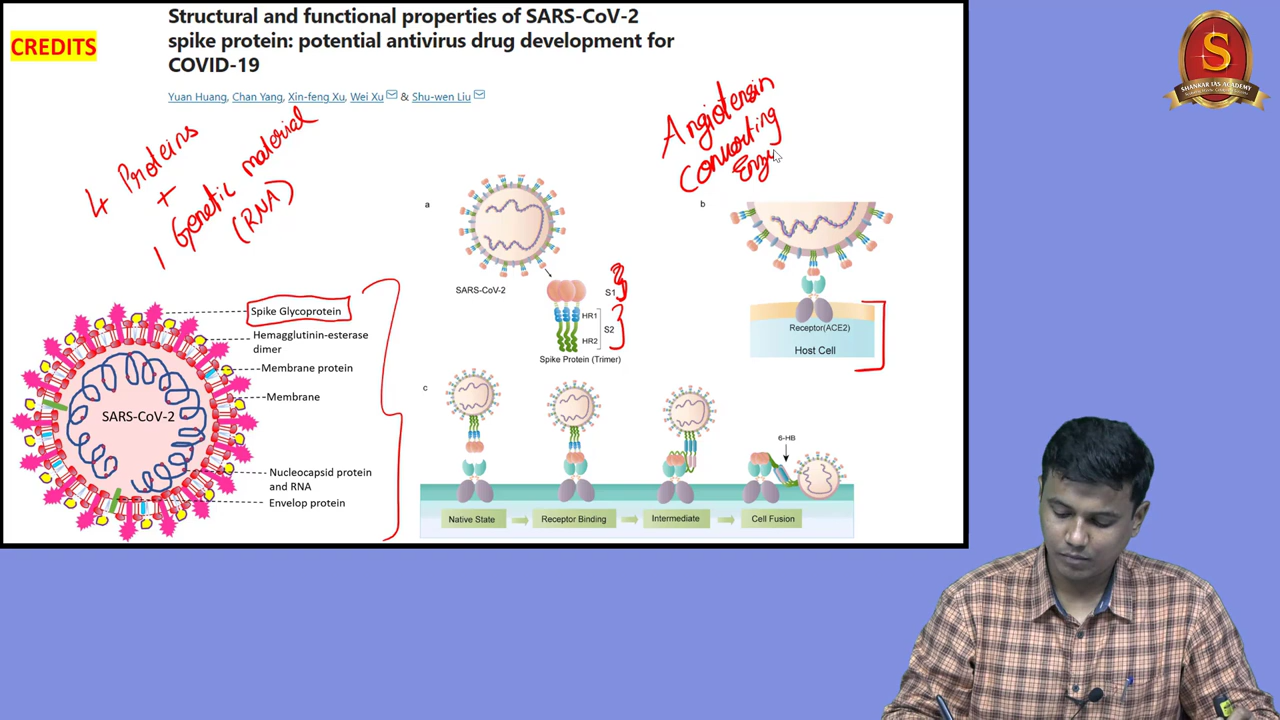 Structural and functional properties of SARS-CoV-2
spike protein: potential antivirus drug development for
COVID-19
CREDITS
Yuan Huang, Chan Yang, Xin-feng Xu, Wei Xu & Shu-wen Liu
4 Proteins
+
1 Genetic material
(RNA)
Angiotensin
Converting
Enzy
S
SHANKAR IAS ACADEMY
a
SARS-CoV-2
S1
HR1
S2
HR2
Spike Protein (Trimer)
b
Receptor(ACE2)
Host Cell
Spike Glycoprotein
Hemagglutinin-esterase
dimer
Membrane protein
Membrane
SARS-CoV-2
Nucleocapsid protein
and RNA
Envelop protein
c
6-HB
Native State
Receptor Binding
Intermediate
Cell Fusion